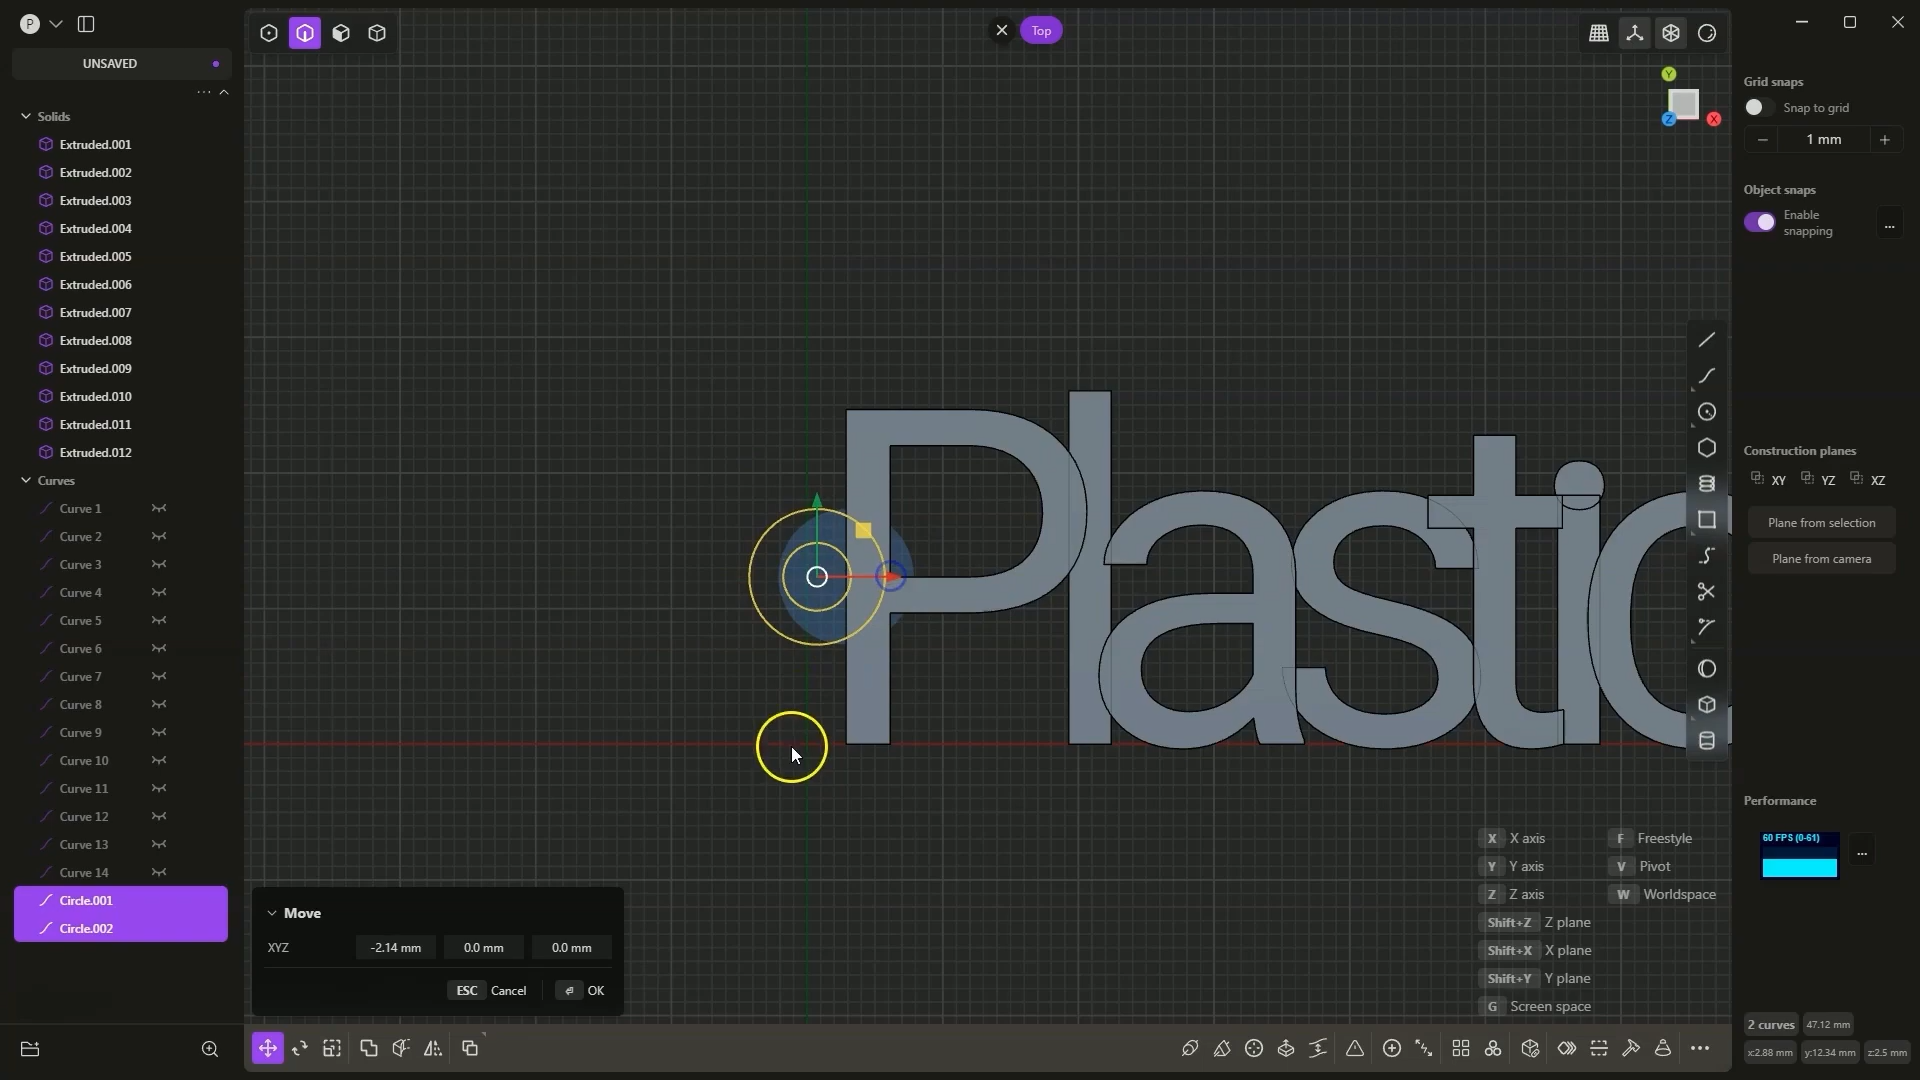 P
UNSAVED
...
Solids
Extruded.001
Extruded.002
Extruded.003
Extruded.004
Extruded.005
Extruded.006
Extruded.007
Extruded.008
Extruded.009
Extruded.010
Extruded.011
Extruded.012
Curves
Curve 1
Curve 2
Curve 3
Curve 4
Curve 5
Curve 6
Curve 7
Curve 8
Curve 9
Curve 10
Curve 11
Curve 12
Curve 13
Curve 14
Circle.001
Circle.002
Top
Y
Z
X
Plastic
Move
XYZ -2.14 mm 0.0 mm 0.0 mm
ESC Cancel OK
X X axis F Freestyle
Y Y axis V Pivot
Z Z axis W Worldspace
Shift+Z Z plane
Shift+X X plane
Shift+Y Y plane
G Screen space
Grid snaps
Snap to grid
1 mm
Object snaps
Enable
snapping
...
Construction planes
XY YZ XZ
Plane from selection
Plane from camera
Performance
60 FPS (0-61)
...
2 curves 47.12 mm
x:2.88 mm y:12.34 mm z:2.5 mm